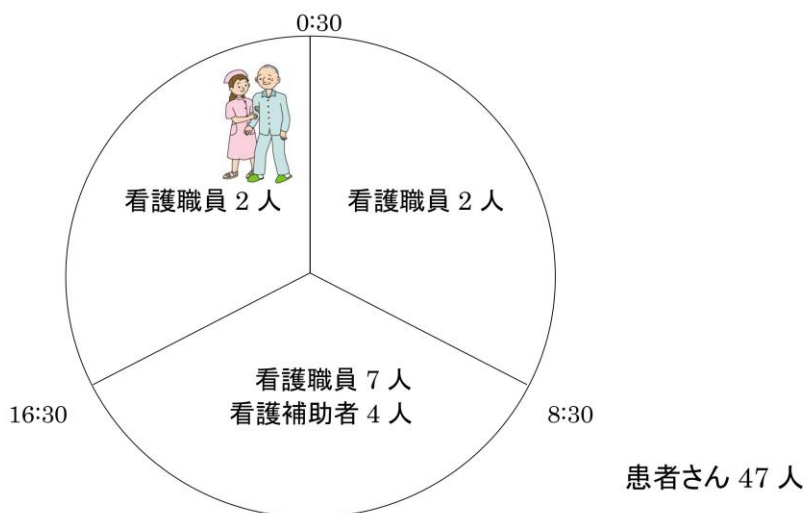 0:30
看護職員 2 人
看護職員 2 人
看護職員 7 人
看護補助者 4 人
16:30
8:30
患者さん 47 人